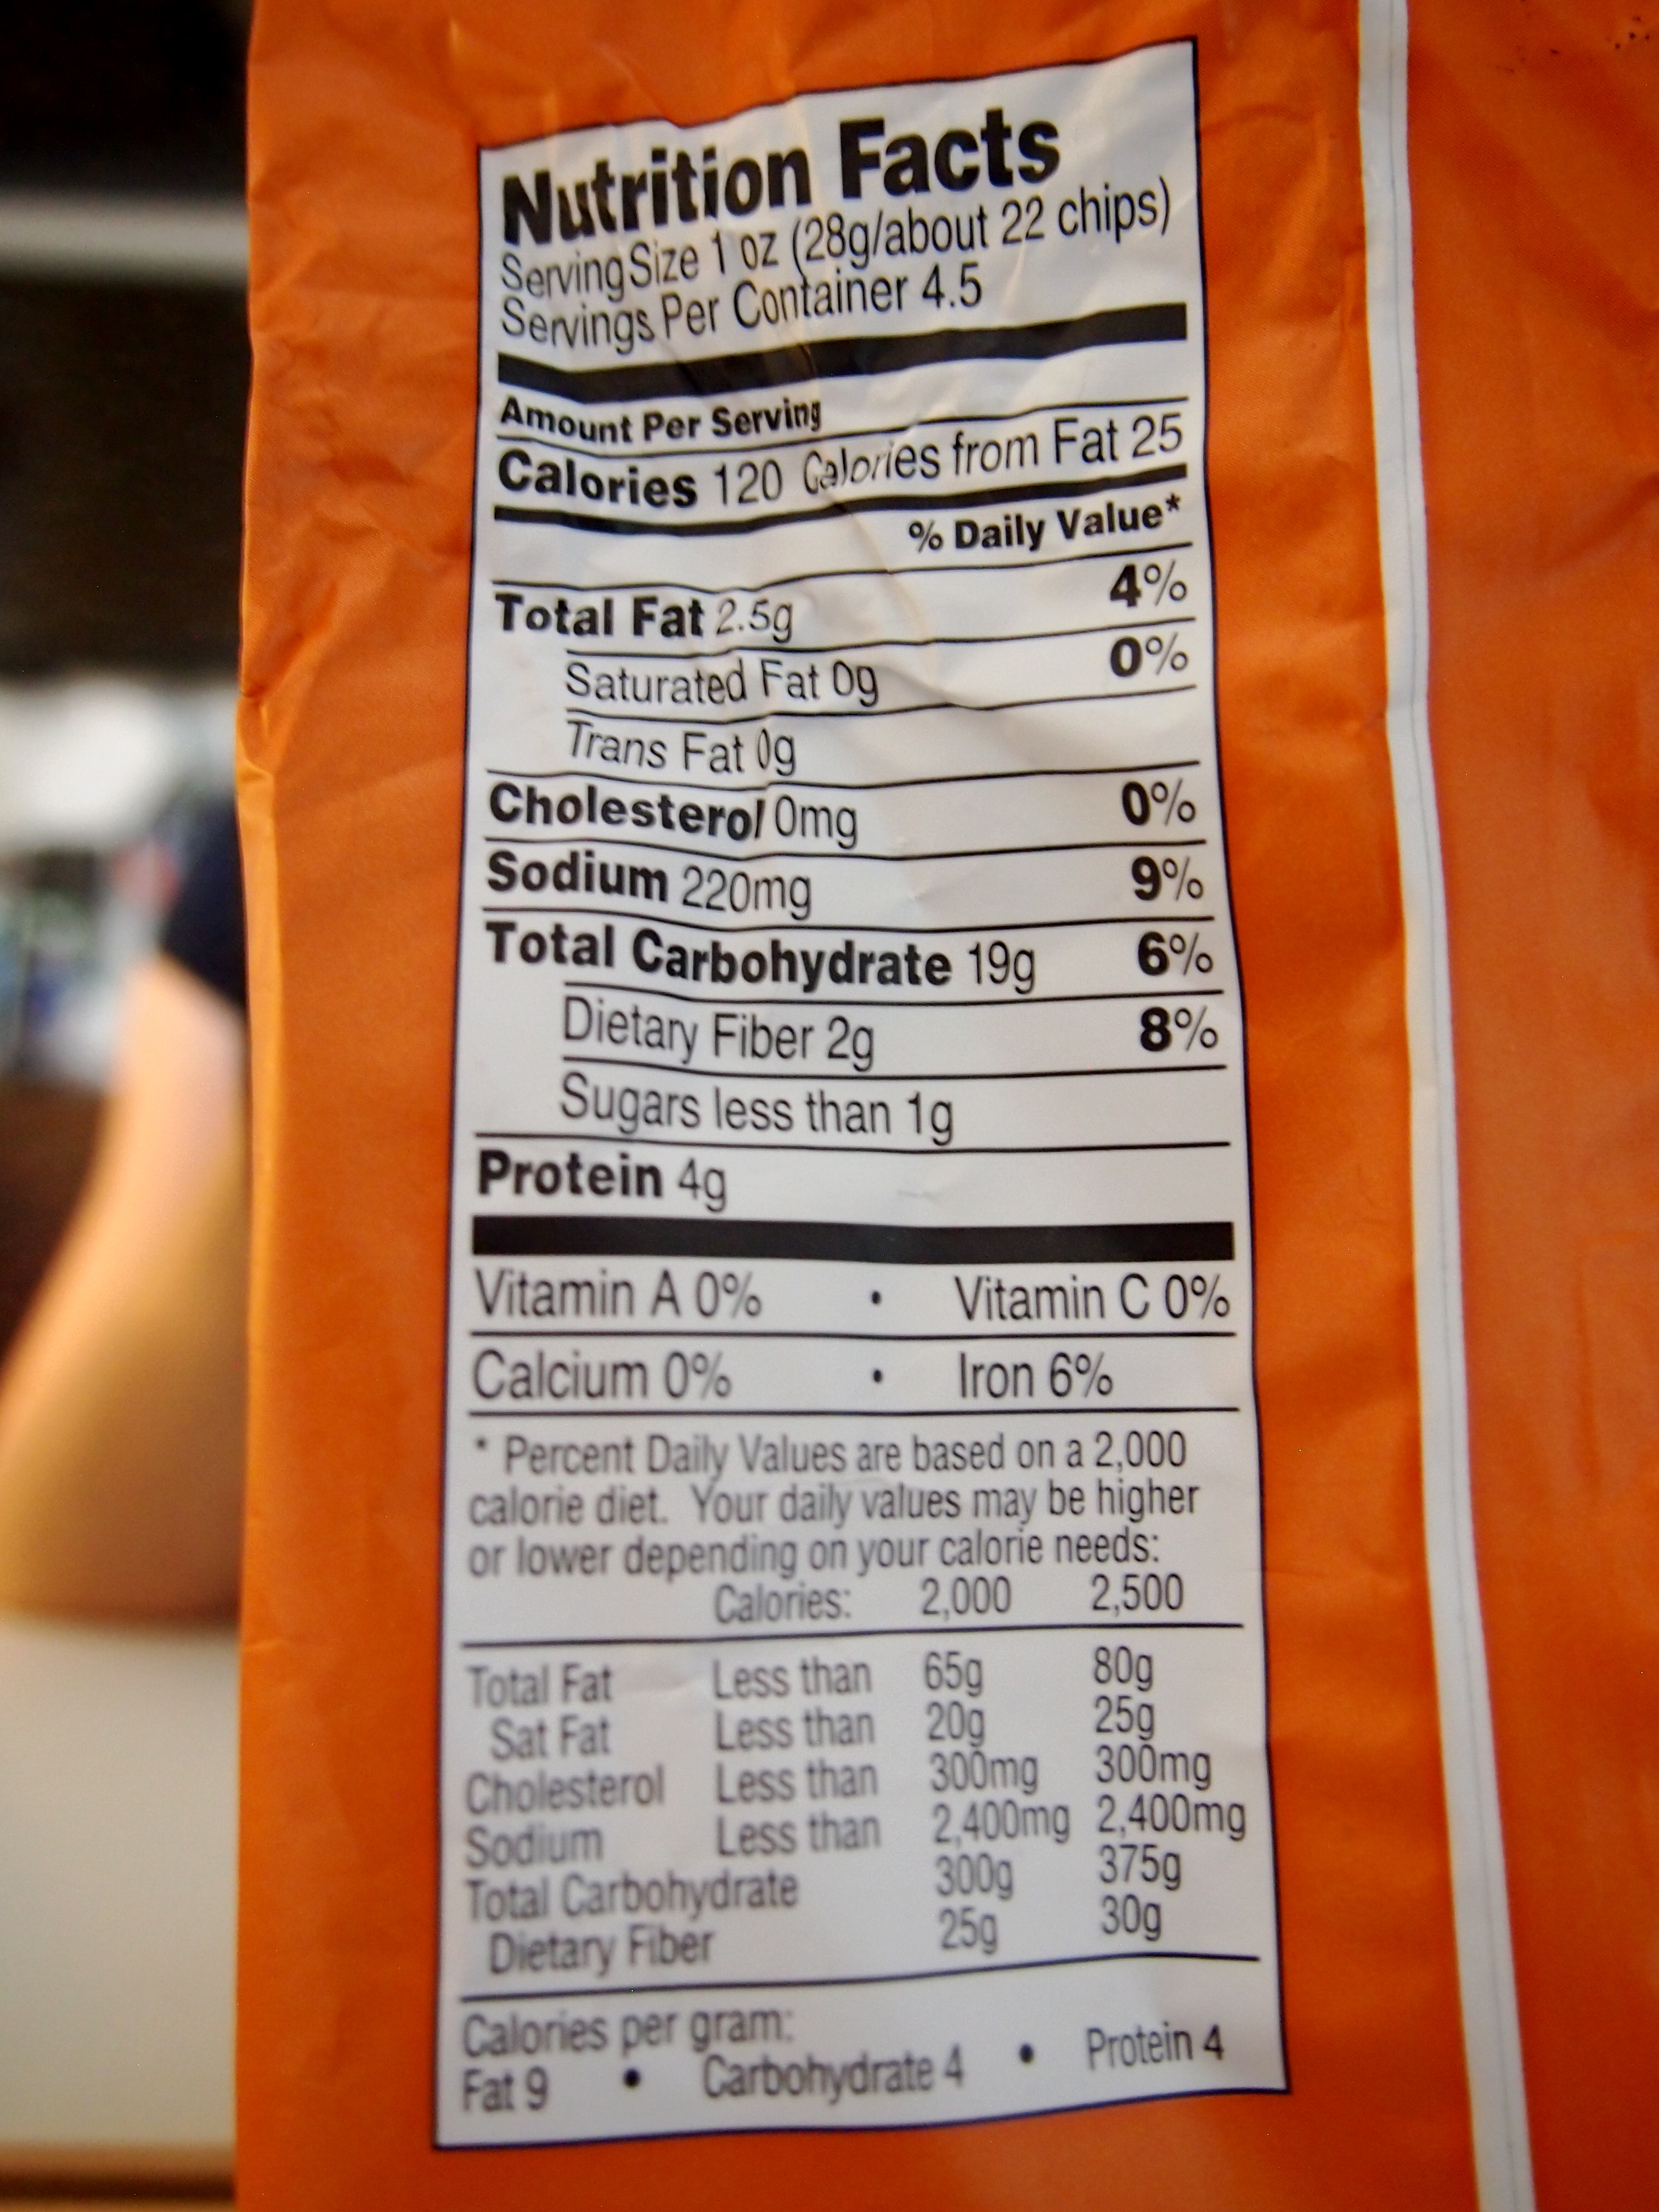 Nutrition Facts
Serving Size 1 oz (28g/about 22 chips)
Servings Per Container 4.5
Amount Per Serving
Calories 120 Calories from Fat 25
% Daily Value*
Total Fat 2.5g 4%
Saturated Fat 0g 0%
Trans Fat 0g
Cholesterol 0mg 0%
Sodium 220mg 9%
Total Carbohydrate 19g 6%
Dietary Fiber 2g 8%
Sugars less than 1g
Protein 4g
Vitamin A 0% • Vitamin C 0%
Calcium 0% • Iron 6%
* Percent Daily Values are based on a 2,000
calorie diet. Your daily values may be higher
or lower depending on your calorie needs:
Calories: 2,000 2,500
Total Fat Less than 65g 80g
Sat Fat Less than 20g 25g
Cholesterol Less than 300mg 300mg
Sodium Less than 2,400mg 2,400mg
Total Carbohydrate 300g 375g
Dietary Fiber 25g 30g
Calories per gram:
Fat 9 • Carbohydrate 4 • Protein 4